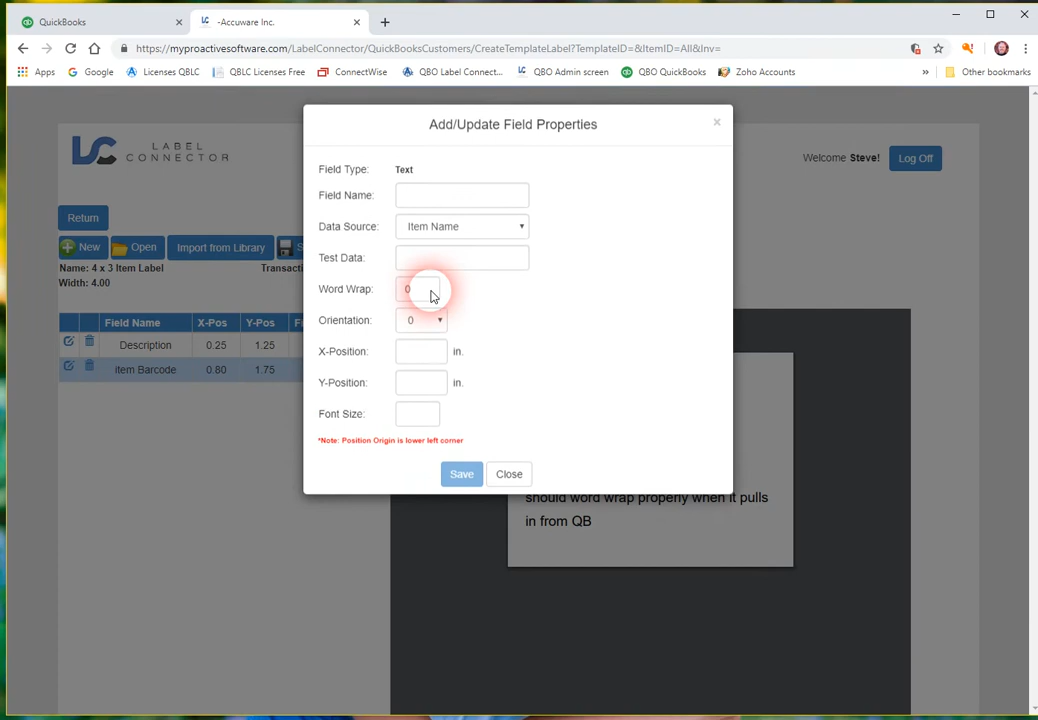 QuickBooks
-Accuware Inc.
https://myproactivesoftware.com/LabelConnector/QuickBooksCustomers/CreateTemplateLabel?TemplateID=&ItemID=All&Inv=
Apps Google Licenses QBLC QBLC Licenses Free ConnectWise QBO Label Connect... QBO Admin screen QBO QuickBooks Zoho Accounts » Other bookmarks
LABEL
CONNECTOR
Welcome Steve! Log Off
Return
New Open Import from Library S
Name: 4 x 3 Item Label Transac
Width: 4.00
Field Name X-Pos Y-Pos F
Description 0.25 1.25
item Barcode 0.80 1.75
Add/Update Field Properties
×
Field Type: Text
Field Name:
Data Source: Item Name
Test Data:
Word Wrap: 0
Orientation: 0
X-Position: in.
Y-Position: in.
Font Size:
*Note: Position Origin is lower left corner
Save Close
should word wrap properly when it pulls
in from QB